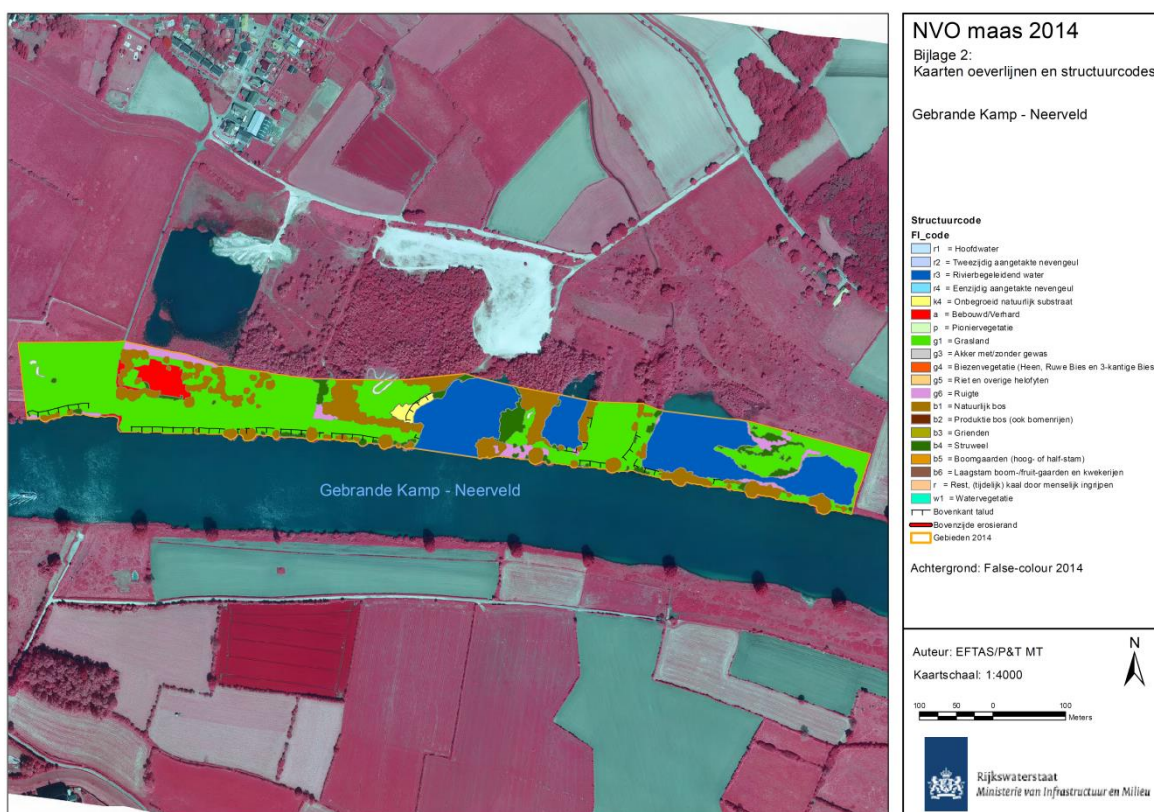 NVO maas 2014
Bijlage 2:
Kaarten oeverlijnen en structuurcodes
Gebrande Kamp - Neerveld
Structuurcode
FI_code
r1 = Hoofdwater
r2 = Tweezijdig aangetakte nevengeul
r3 = Rivierbegeleidend water
r4 = Eenzijdig aangetakte nevengeul
k4 = Onbegroeid natuurlijk substraat
a = Bebouwd/Verhard
p = Pioniervegetatie
g1 = Grasland
g3 = Akker met/zonder gewas
g4 = Biezenvegetatie (Heen, Ruwe Bies en 3-kantige Bies
g5 = Riet en overige helofyten
g6 = Ruigte
b1 = Natuurlijk bos
b2 = Produktie bos (ook bomenrijen)
b3 = Grienden
b4 = Struweel
b5 = Boomgaarden (hoog- of half-stam)
b6 = Laagstam boom-/fruit-gaarden en kwekerijen
r = Rest, (tijdelijk) kaal door menselijk ingrijpen
w1 = Watervegetatie
Bovenkant talud
Bovenzijde erosierand
Gebieden 2014
Achtergrond: False-colour 2014
Gebrande Kamp - Neerveld
Auteur: EFTAS/P&T MT
Kaartschaal: 1:4000
N
100 50 0 100
Meters
Rijkswaterstaat
Ministerie van Infrastructuur en Milieu